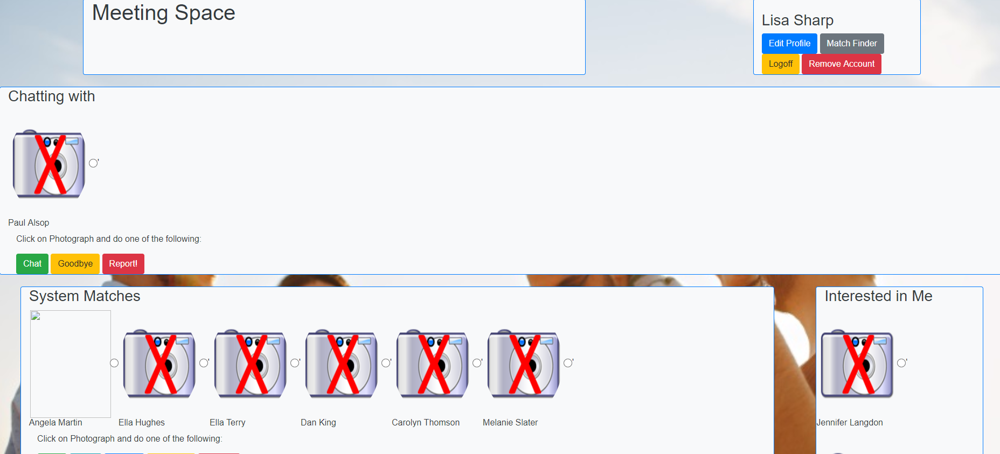 Meeting Space
Lisa Sharp
Edit Profile Match Finder
Logoff Remove Account
Chatting with
'
Paul Alsop
Click on Photograph and do one of the following:
Chat Goodbye Report!
System Matches
' ' ' ' '
Angela Martin Ella Hughes Ella Terry Dan King Carolyn Thomson Melanie Slater
Click on Photograph and do one of the following:
Interested in Me
'
Jennifer Langdon